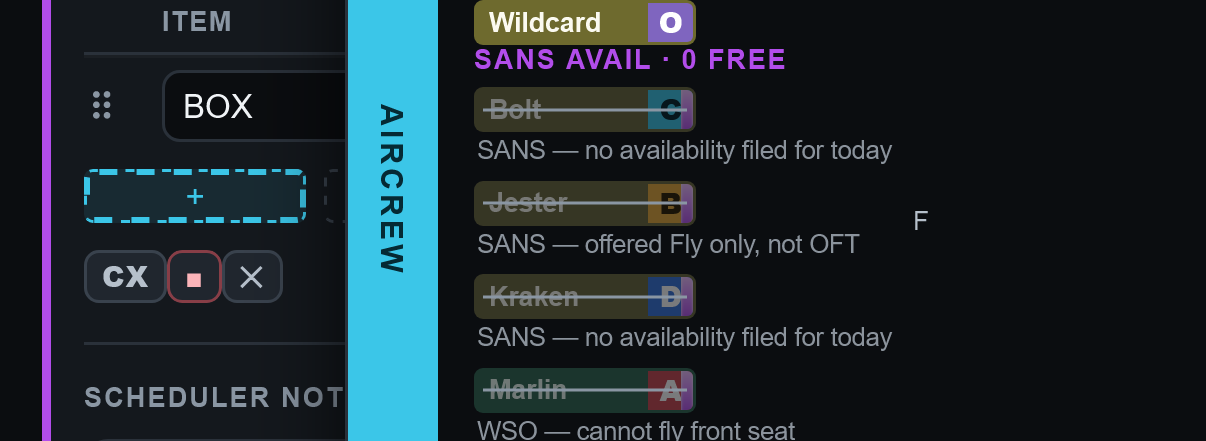 ITEM
BOX
+
CX
SCHEDULER NOT
AIRCREW
Wildcard O
SANS AVAIL · 0 FREE
Bolt C
SANS — no availability filed for today
Jester B
SANS — offered Fly only, not OFT
F
Kraken D
SANS — no availability filed for today
Marlin A
WSO — cannot fly front seat